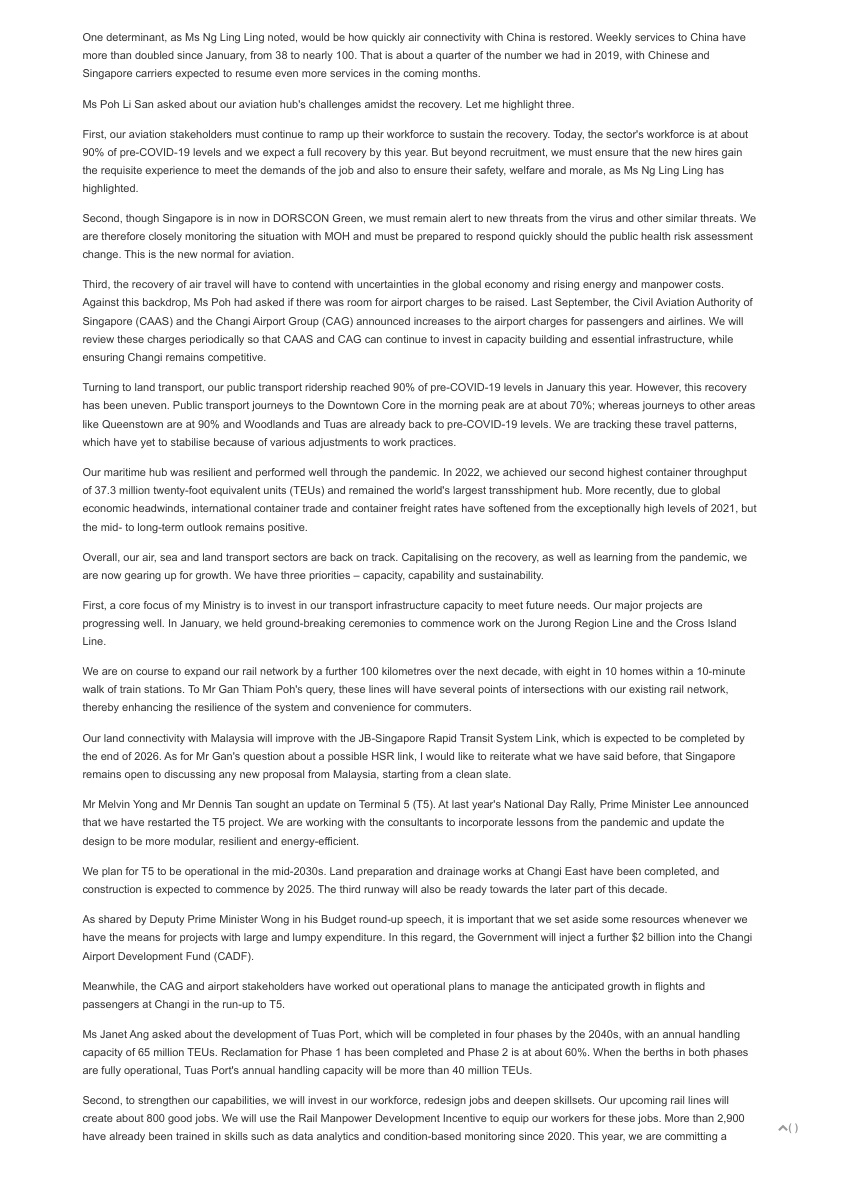 One determinant, as Ms Ng Ling Ling noted, would be how quickly air connectivity with China is restored. Weekly services to China have
more than doubled since January, from 38 to nearly 100. That is about a quarter of the number we had in 2019, with Chinese and
Singapore carriers expected to resume even more services in the coming months.
Ms Poh Li San asked about our aviation hub's challenges amidst the recovery. Let me highlight three.
First, our aviation stakeholders must continue to ramp up their workforce to sustain the recovery. Today, the sector's workforce is at about
90% of pre-COVID-19 levels and we expect a full recovery by this year. But beyond recruitment, we must ensure that the new hires gain
the requisite experience to meet the demands of the job and also to ensure their safety, welfare and morale, as Ms Ng Ling Ling has
highlighted.
Second, though Singapore is in now in DORSCON Green, we must remain alert to new threats from the virus and other similar threats. We
are therefore closely monitoring the situation with MOH and must be prepared to respond quickly should the public health risk assessment
change. This is the new normal for aviation.
Third, the recovery of air travel will have to contend with uncertainties in the global economy and rising energy and manpower costs.
Against this backdrop, Ms Poh had asked if there was room for airport charges to be raised. Last September, the Civil Aviation Authority of
Singapore (CAAS) and the Changi Airport Group (CAG) announced increases to the airport charges for passengers and airlines. We will
review these charges periodically so that CAAS and CAG can continue to invest in capacity building and essential infrastructure, while
ensuring Changi remains competitive.
Turning to land transport, our public transport ridership reached 90% of pre-COVID-19 levels in January this year. However, this recovery
has been uneven. Public transport journeys to the Downtown Core in the morning peak are at about 70%; whereas journeys to other areas
like Queenstown are at 90% and Woodlands and Tuas are already back to pre-COVID-19 levels. We are tracking these travel patterns,
which have yet to stabilise because of various adjustments to work practices.
Our maritime hub was resilient and performed well through the pandemic. In 2022, we achieved our second highest container throughput
of 37.3 million twenty-foot equivalent units (TEUs) and remained the world's largest transshipment hub. More recently, due to global
economic headwinds, international container trade and container freight rates have softened from the exceptionally high levels of 2021, but
the mid- to long-term outlook remains positive.
Overall, our air, sea and land transport sectors are back on track. Capitalising on the recovery, as well as learning from the pandemic, we
are now gearing up for growth. We have three priorities – capacity, capability and sustainability.
First, a core focus of my Ministry is to invest in our transport infrastructure capacity to meet future needs. Our major projects are
progressing well. In January, we held ground-breaking ceremonies to commence work on the Jurong Region Line and the Cross Island
Line.
We are on course to expand our rail network by a further 100 kilometres over the next decade, with eight in 10 homes within a 10-minute
walk of train stations. To Mr Gan Thiam Poh's query, these lines will have several points of intersections with our existing rail network,
thereby enhancing the resilience of the system and convenience for commuters.
Our land connectivity with Malaysia will improve with the JB-Singapore Rapid Transit System Link, which is expected to be completed by
the end of 2026. As for Mr Gan's question about a possible HSR link, I would like to reiterate what we have said before, that Singapore
remains open to discussing any new proposal from Malaysia, starting from a clean slate.
Mr Melvin Yong and Mr Dennis Tan sought an update on Terminal 5 (T5). At last year's National Day Rally, Prime Minister Lee announced
that we have restarted the T5 project. We are working with the consultants to incorporate lessons from the pandemic and update the
design to be more modular, resilient and energy-efficient.
We plan for T5 to be operational in the mid-2030s. Land preparation and drainage works at Changi East have been completed, and
construction is expected to commence by 2025. The third runway will also be ready towards the later part of this decade.
As shared by Deputy Prime Minister Wong in his Budget round-up speech, it is important that we set aside some resources whenever we
have the means for projects with large and lumpy expenditure. In this regard, the Government will inject a further $2 billion into the Changi
Airport Development Fund (CADF).
Meanwhile, the CAG and airport stakeholders have worked out operational plans to manage the anticipated growth in flights and
passengers at Changi in the run-up to T5.
Ms Janet Ang asked about the development of Tuas Port, which will be completed in four phases by the 2040s, with an annual handling
capacity of 65 million TEUs. Reclamation for Phase 1 has been completed and Phase 2 is at about 60%. When the berths in both phases
are fully operational, Tuas Port's annual handling capacity will be more than 40 million TEUs.
Second, to strengthen our capabilities, we will invest in our workforce, redesign jobs and deepen skillsets. Our upcoming rail lines will
create about 800 good jobs. We will use the Rail Manpower Development Incentive to equip our workers for these jobs. More than 2,900
have already been trained in skills such as data analytics and condition-based monitoring since 2020. This year, we are committing a
( )